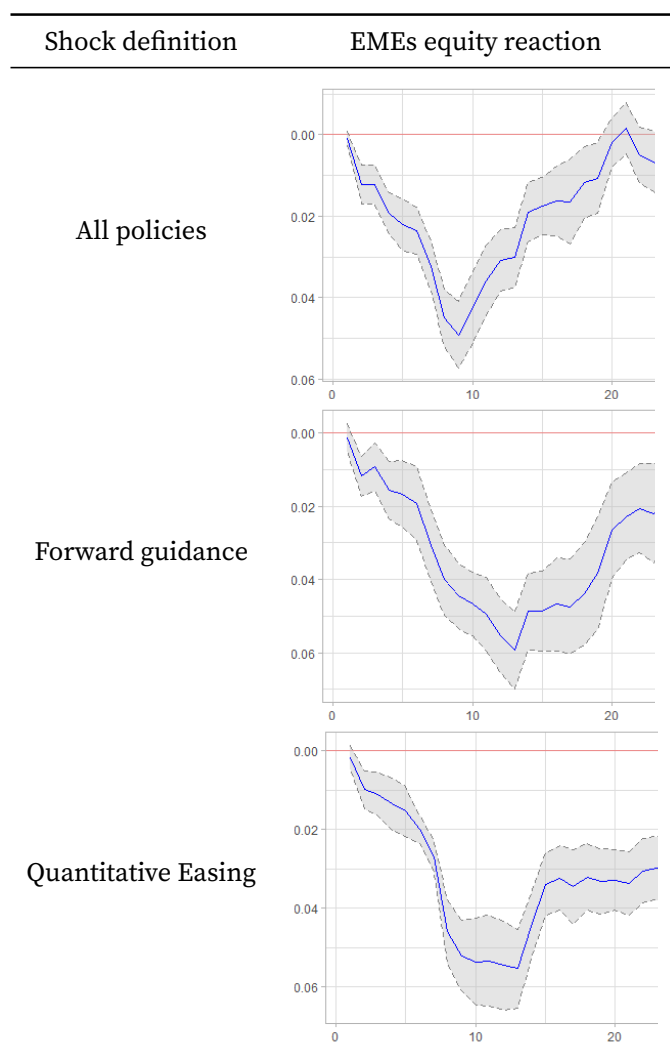 Shock definition EMEs equity reaction
0.00
0.02
All policies
0.04
0.06
0 10 20
0.00
0.02
Forward guidance
0.04
0.06
0 10 20
0.00
0.02
Quantitative Easing
0.04
0.06
0 10 20